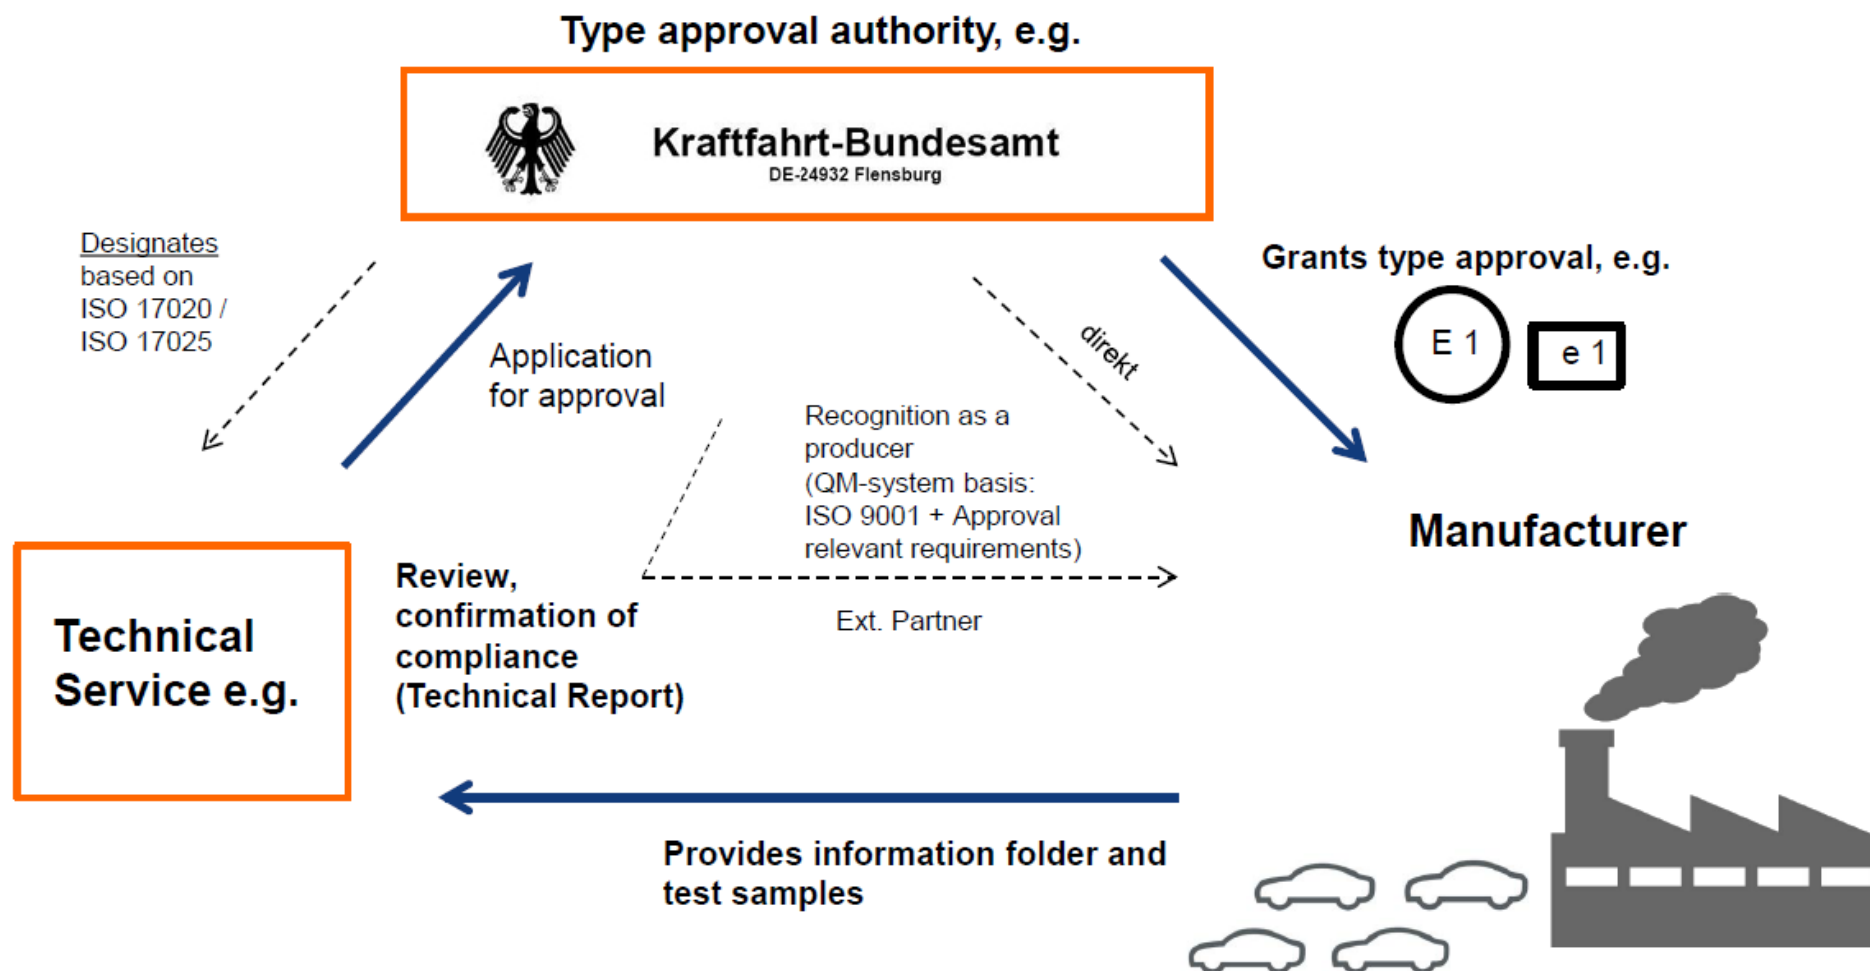 Type approval authority, e.g.
Kraftfahrt-Bundesamt
DE-24932 Flensburg
Designates
based on
ISO 17020 /
ISO 17025
Application
for approval
direkt
Grants type approval, e.g.
E 1
e 1
Recognition as a
producer
(QM-system basis:
ISO 9001 + Approval
relevant requirements)
Ext. Partner
Manufacturer
Technical
Service e.g.
Review,
confirmation of
compliance
(Technical Report)
Provides information folder and
test samples